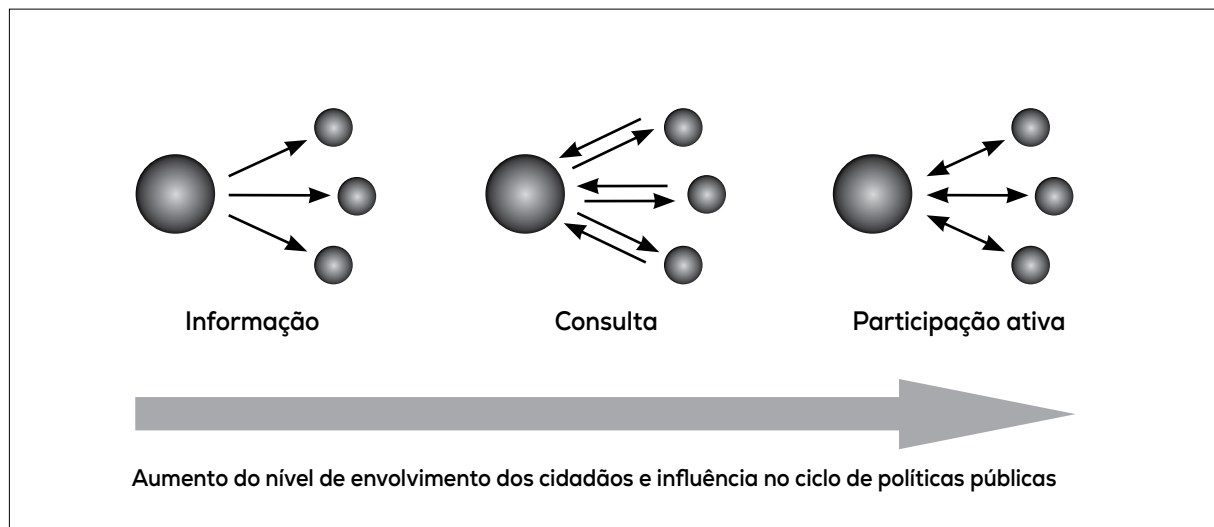 Informação
Consulta
Participação ativa
Aumento do nível de envolvimento dos cidadãos e influência no ciclo de políticas públicas